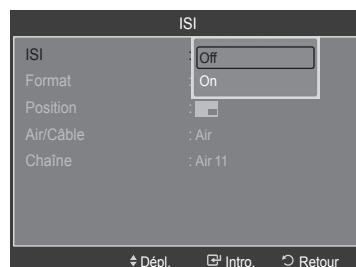 ISI
ISI : Off
On
Format
Position :
Air/Câble : Air
Chaîne : Air 11
Dépl. Intro. Retour